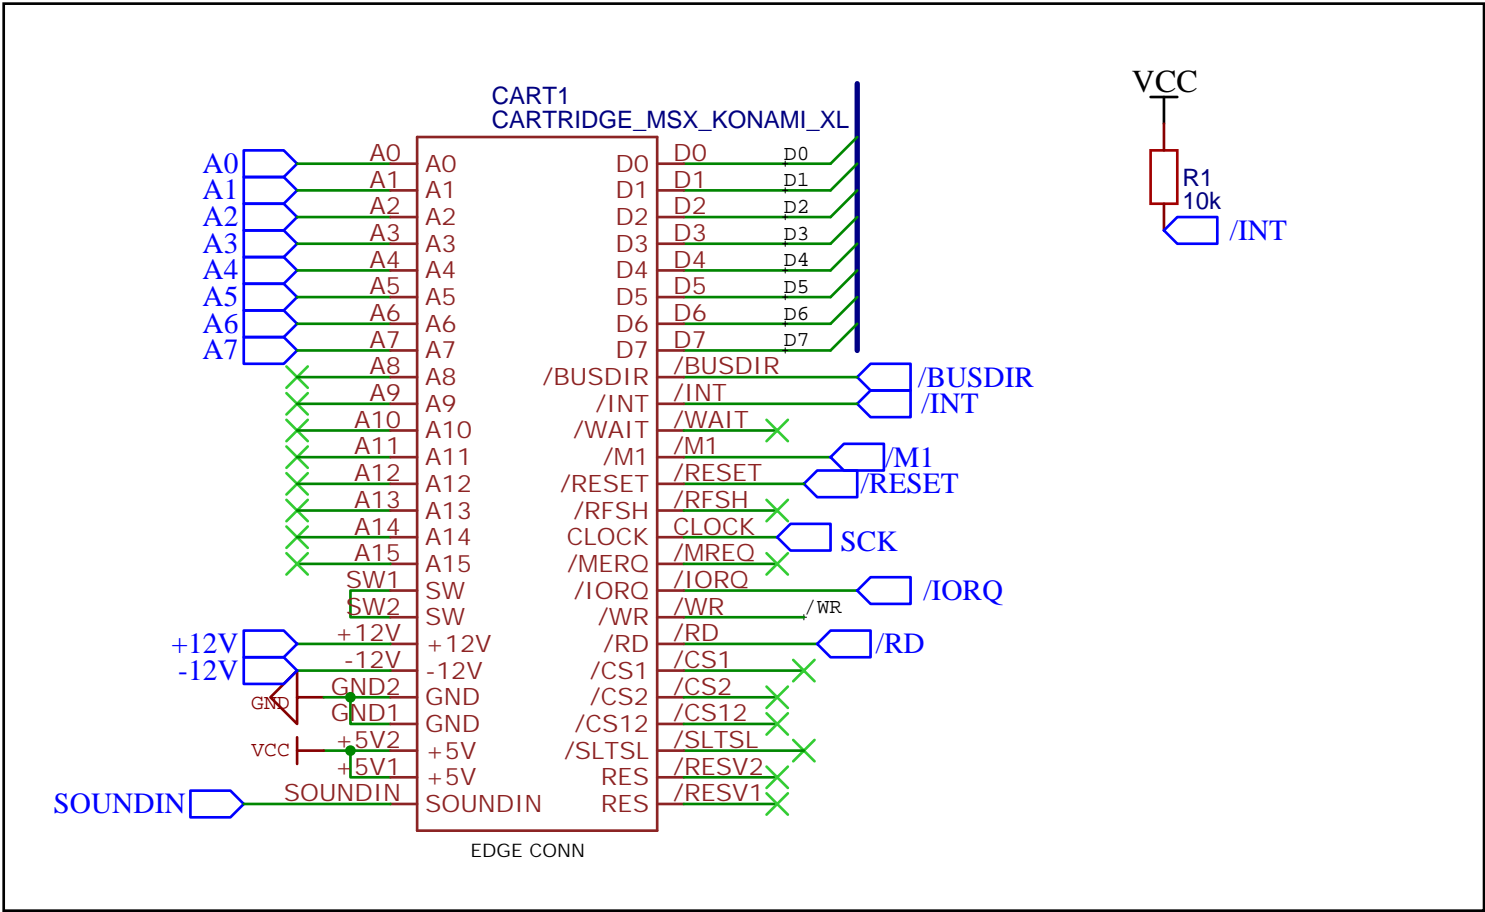 VCC
CART1
CARTRIDGE_MSX_KONAMI_XL
R1
10k
/INT
A0 A0 A0 D0 D0 D0
A1 A1 A1 D1 D1 D1
A2 A2 A2 D2 D2 D2
A3 A3 A3 D3 D3 D3
A4 A4 A4 D4 D4 D4
A5 A5 A5 D5 D5 D5
A6 A6 A6 D6 D6 D6
A7 A7 A7 D7 D7 D7
A8 A8 /BUSDIR /BUSDIR /BUSDIR
A9 A9 /INT /INT /INT
A10 A10 /WAIT /WAIT
A11 A11 /M1 /M1 /M1
A12 A12 /RESET /RESET /RESET
A13 A13 /RFSH /RFSH
A14 A14 CLOCK CLOCK SCK
A15 A15 /MERQ /MREQ
SW1 SW /IORQ /IORQ /IORQ
SW2 SW /WR /WR /WR
+12V +12V +12V /RD /RD /RD
-12V -12V -12V /CS1 /CS1
GND GND2 GND /CS2 /CS2
GND1 GND /CS12 /CS12
VCC +5V2 +5V /SLTSL /SLTSL
+5V1 +5V RES /RESV2
SOUNDIN SOUNDIN SOUNDIN RES /RESV1
EDGE CONN